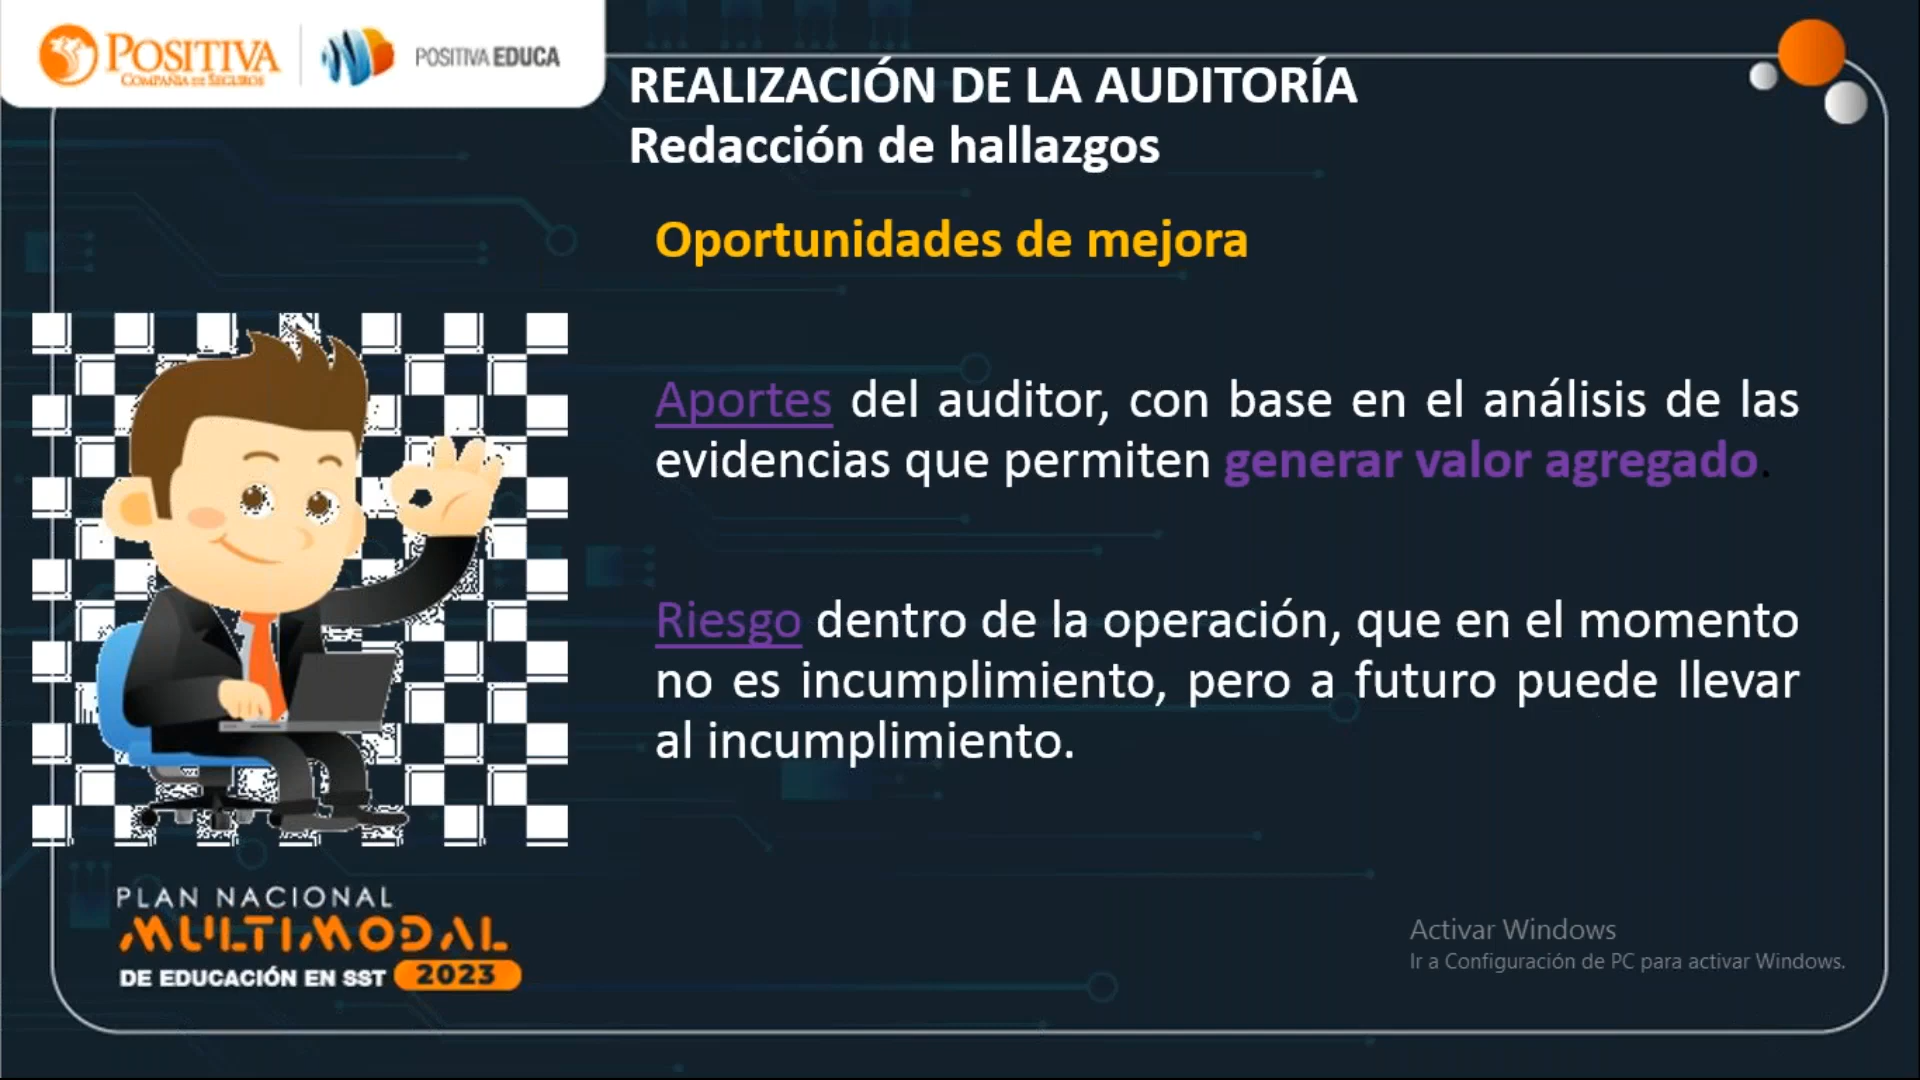 POSITIVA
COMPAÑIA DE SEGUROS
POSITIVA EDUCA
REALIZACIÓN DE LA AUDITORÍA
Redacción de hallazgos
Oportunidades de mejora
Aportes del auditor, con base en el análisis de las
evidencias que permiten generar valor agregado.
Riesgo dentro de la operación, que en el momento
no es incumplimiento, pero a futuro puede llevar
al incumplimiento.
PLAN NACIONAL
MULTIMODAL
DE EDUCACIÓN EN SST 2023
Activar Windows
Ir a Configuración de PC para activar Windows.